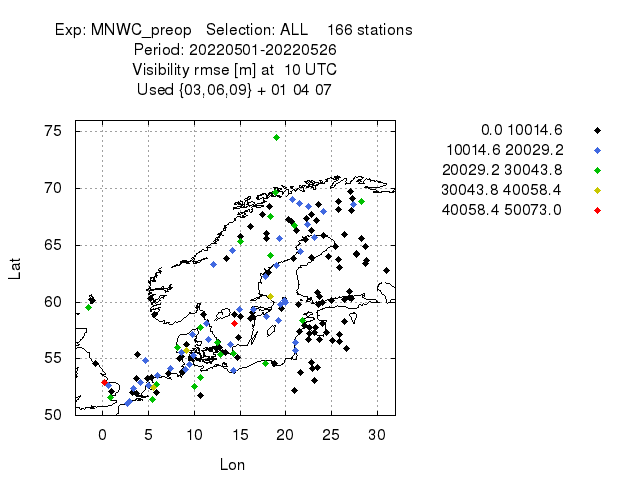 Exp: MNWC_preop Selection: ALL 166 stations
Period: 20220501-20220526
Visibility rmse [m] at 10 UTC
Used {03,06,09} + 01 04 07
0.0 10014.6
10014.6 20029.2
20029.2 30043.8
30043.8 40058.4
40058.4 50073.0
75
70
65
60
55
50
Lat
0 5 10 15 20 25 30
Lon